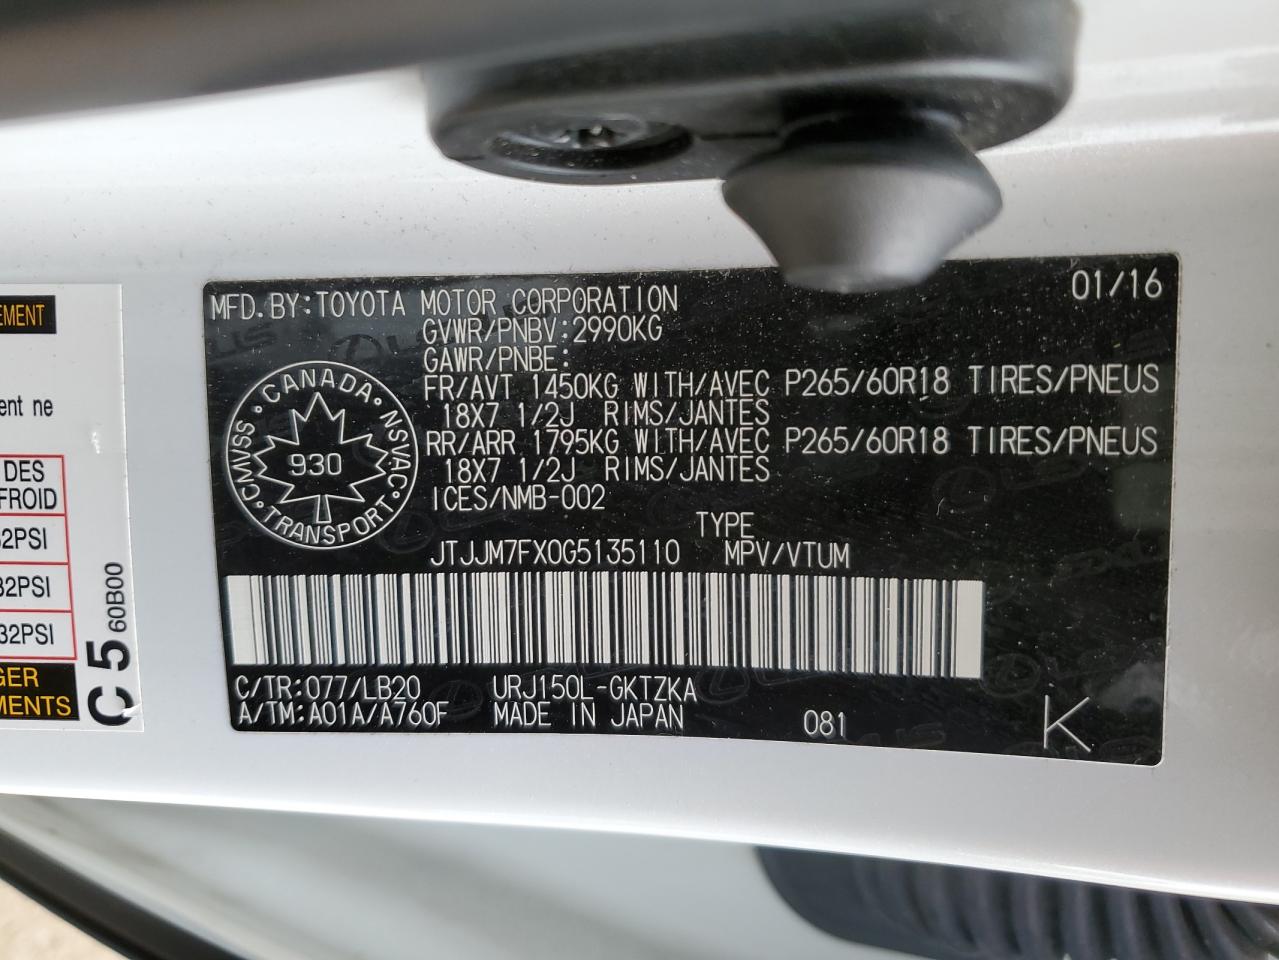 EMENT
ent ne
DES
FROID
32PSI
32PSI
32PSI
GER
MENTS
C5 60B00
01/16
MFD. BY: TOYOTA MOTOR CORPORATION
GVWR/PNBV: 2990KG
GAWR/PNBE:
FR/AVT 1450KG WITH/AVEC P265/60R18 TIRES/PNEUS
18X7 1/2J RIMS/JANTES
RR/ARR 1795KG WITH/AVEC P265/60R18 TIRES/PNEUS
18X7 1/2J RIMS/JANTES
ICES/NMB-002
CMVSS · CANADA · NSVAC · TRANSPORT ·
930
TYPE
JTJJM7FX0G5135110 MPV/VTUM
C/TR: 077/LB20 URJ150L-GKTZKA
A/TM: A01A/A760F MADE IN JAPAN 081 K